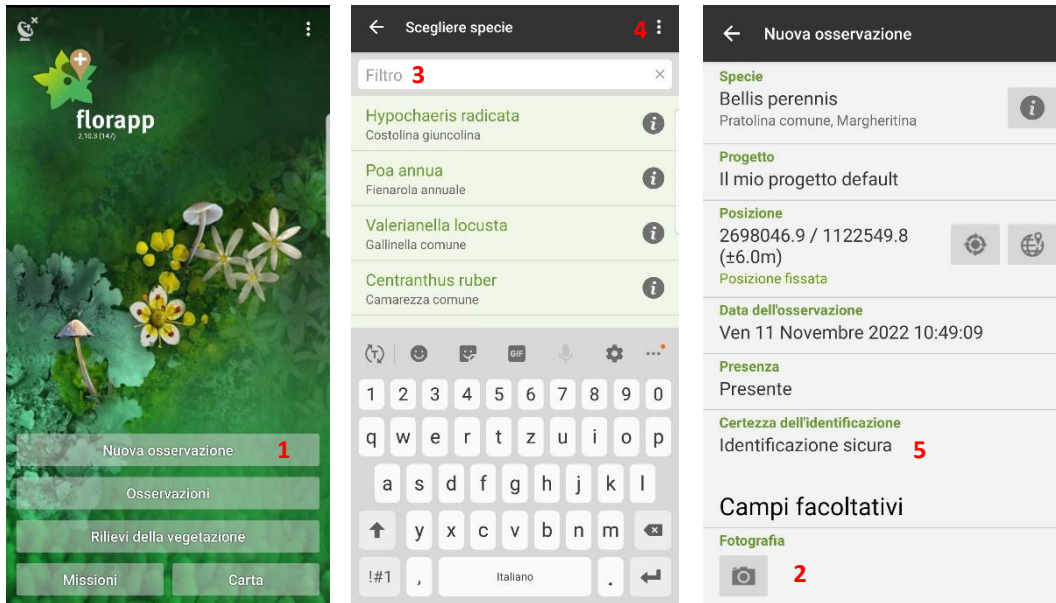 florapp
2.10.3 (147)
Nuova osservazione 1
Osservazioni
Rilievi della vegetazione
Missioni Carta
Scegliere specie 4
Filtro 3
Hypochaeris radicata
Costolina giuncolina
Poa annua
Fienarola annuale
Valerianella locusta
Gallinella comune
Centranthus ruber
Camarezza comune
T GIF
1 2 3 4 5 6 7 8 9 0
q w e r t z u i o p
a s d f g h j k l
y x c v b n m
!#1 , Italiano .
Nuova osservazione
Specie
Bellis perennis
Pratolina comune, Margheritina
Progetto
Il mio progetto default
Posizione
2698046.9 / 1122549.8
(±6.0m)
Posizione fissata
Data dell'osservazione
Ven 11 Novembre 2022 10:49:09
Presenza
Presente
Certezza dell'identificazione
Identificazione sicura 5
Campi facoltativi
Fotografia
2